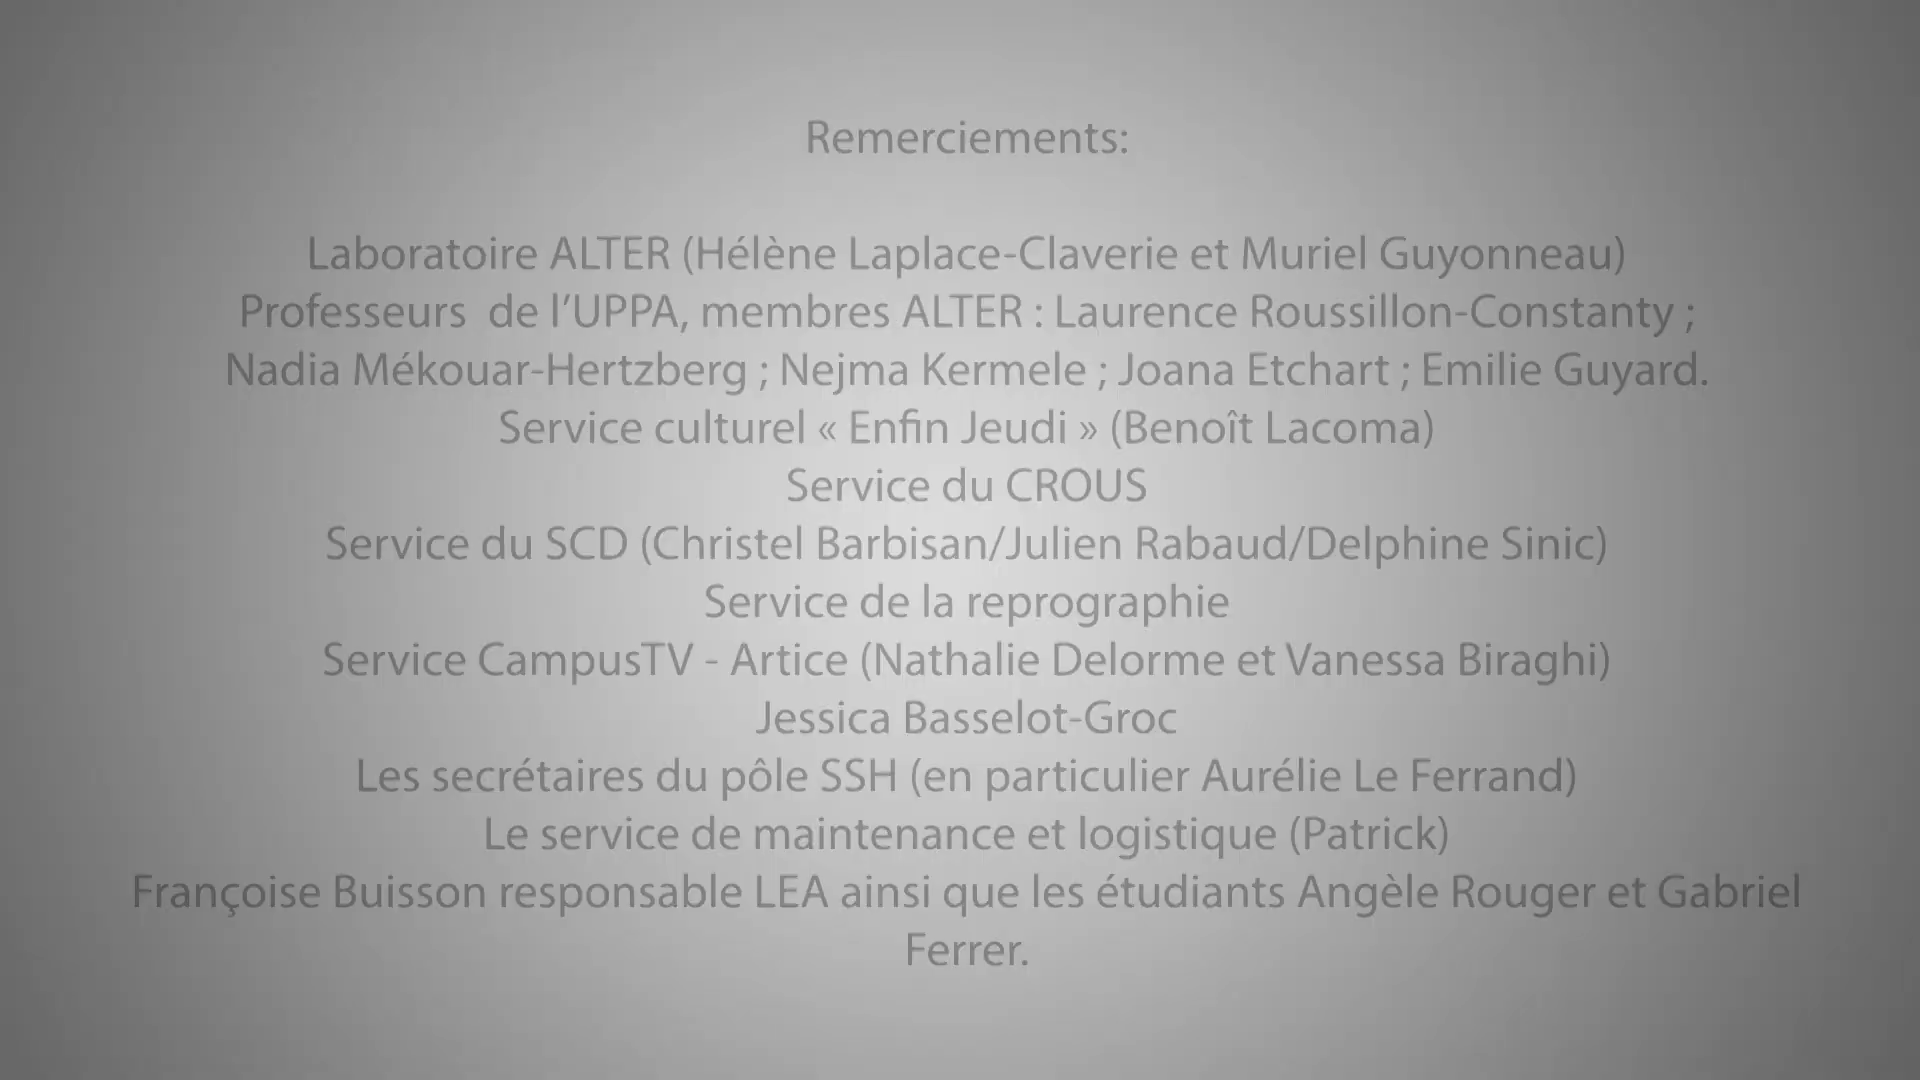 Remerciements:
Laboratoire ALTER (Hélène Laplace-Claverie et Muriel Guyonneau)
Professeurs  de l’UPPA, membres ALTER : Laurence Roussillon-Constanty ;
Nadia Mékouar-Hertzberg ; Nejma Kermele ; Joana Etchart ; Emilie Guyard.
Service culturel « Enfin Jeudi » (Benoît Lacoma)
Service du CROUS
Service du SCD (Christel Barbisan/Julien Rabaud/Delphine Sinic)
Service de la reprographie
Service CampusTV - Artice (Nathalie Delorme et Vanessa Biraghi)
Jessica Basselot-Groc
Les secrétaires du pôle SSH (en particulier Aurélie Le Ferrand)
Le service de maintenance et logistique (Patrick)
Françoise Buisson responsable LEA ainsi que les étudiants Angèle Rouger et Gabriel
Ferrer.